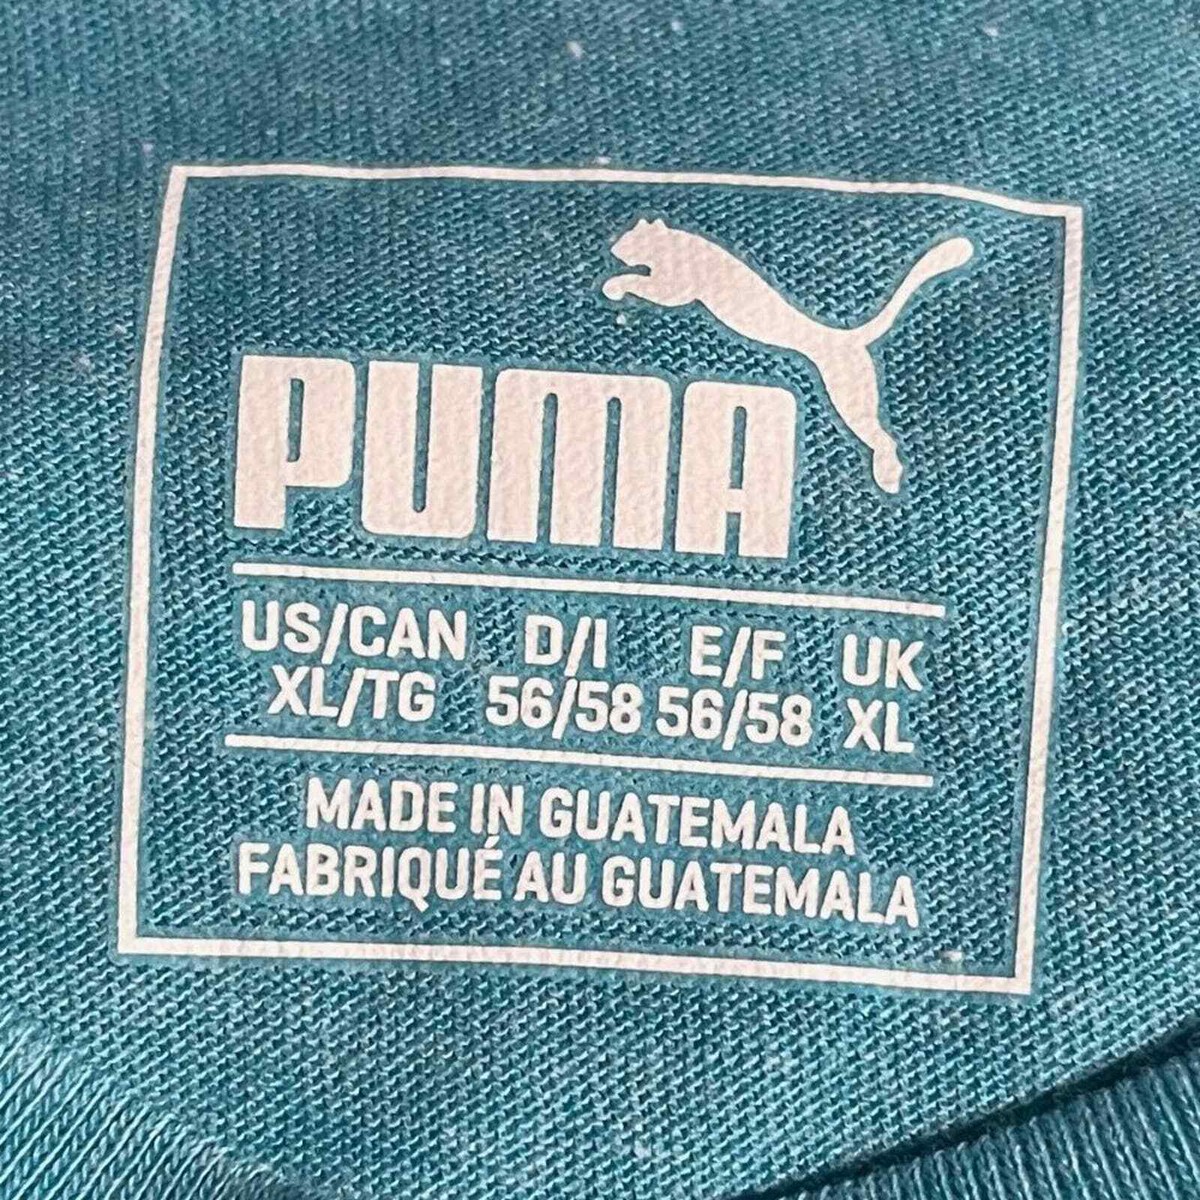 PUMA
US/CAN D/I E/F UK
XL/TG 56/58 56/58 XL
MADE IN GUATEMALA
FABRIQUÉ AU GUATEMALA